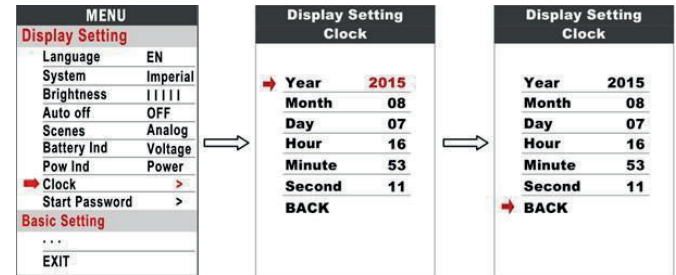 MENU
Display Setting
Language EN
System Imperial
Brightness IIIII
Auto off OFF
Scenes Analog
Battery Ind Voltage
Pow Ind Power
Clock >
Start Password >
Basic Setting
...
EXIT
Display Setting
Clock
Year 2015
Month 08
Day 07
Hour 16
Minute 53
Second 11
BACK
Display Setting
Clock
Year 2015
Month 08
Day 07
Hour 16
Minute 53
Second 11
BACK